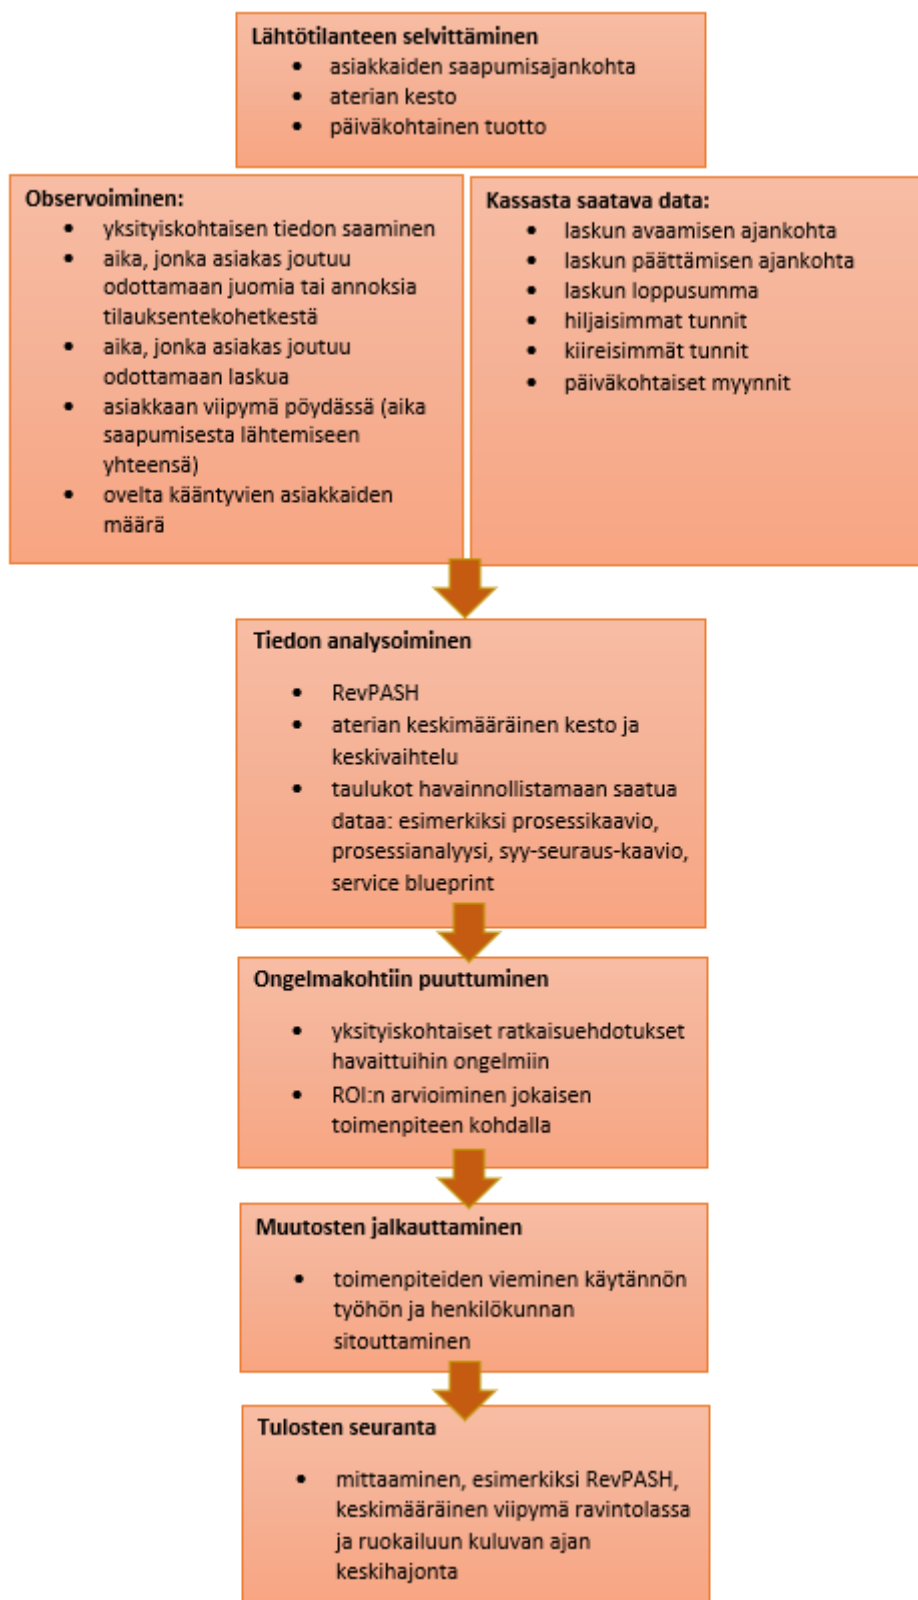 Lähtötilanteen selvittäminen
• asiakkaiden saapumisajankohta
• aterian kesto
• päiväkohtainen tuotto
Observoiminen:
• yksityiskohtaisen tiedon saaminen
• aika, jonka asiakas joutuu
odottamaan juomia tai annoksia
tilauksentekohetkestä
• aika, jonka asiakas joutuu
odottamaan laskua
• asiakkaan viipymä pöydässä (aika
saapumisesta lähtemiseen
yhteensä)
• ovelta kääntyvien asiakkaiden
määrä
Kassasta saatava data:
• laskun avaamisen ajankohta
• laskun päättämisen ajankohta
• laskun loppusumma
• hiljaisimmat tunnit
• kiireisimmät tunnit
• päiväkohtaiset myynnit
Tiedon analysoiminen
• RevPASH
• aterian keskimääräinen kesto ja
keskivaihtelu
• taulukot havainnollistamaan saatua
dataa: esimerkiksi prosessikaavio,
prosessianalyysi, syy-seuraus-kaavio,
service blueprint
Ongelmakohtiin puuttuminen
• yksityiskohtaiset ratkaisuehdotukset
havaittuihin ongelmiin
• ROI:n arvioiminen jokaisen
toimenpiteen kohdalla
Muutosten jalkauttaminen
• toimenpiteiden vieminen käytännön
työhön ja henkilökunnan
sitouttaminen
Tulosten seuranta
• mittaaminen, esimerkiksi RevPASH,
keskimääräinen viipymä ravintolassa
ja ruokailuun kuluvan ajan
keskihajonta